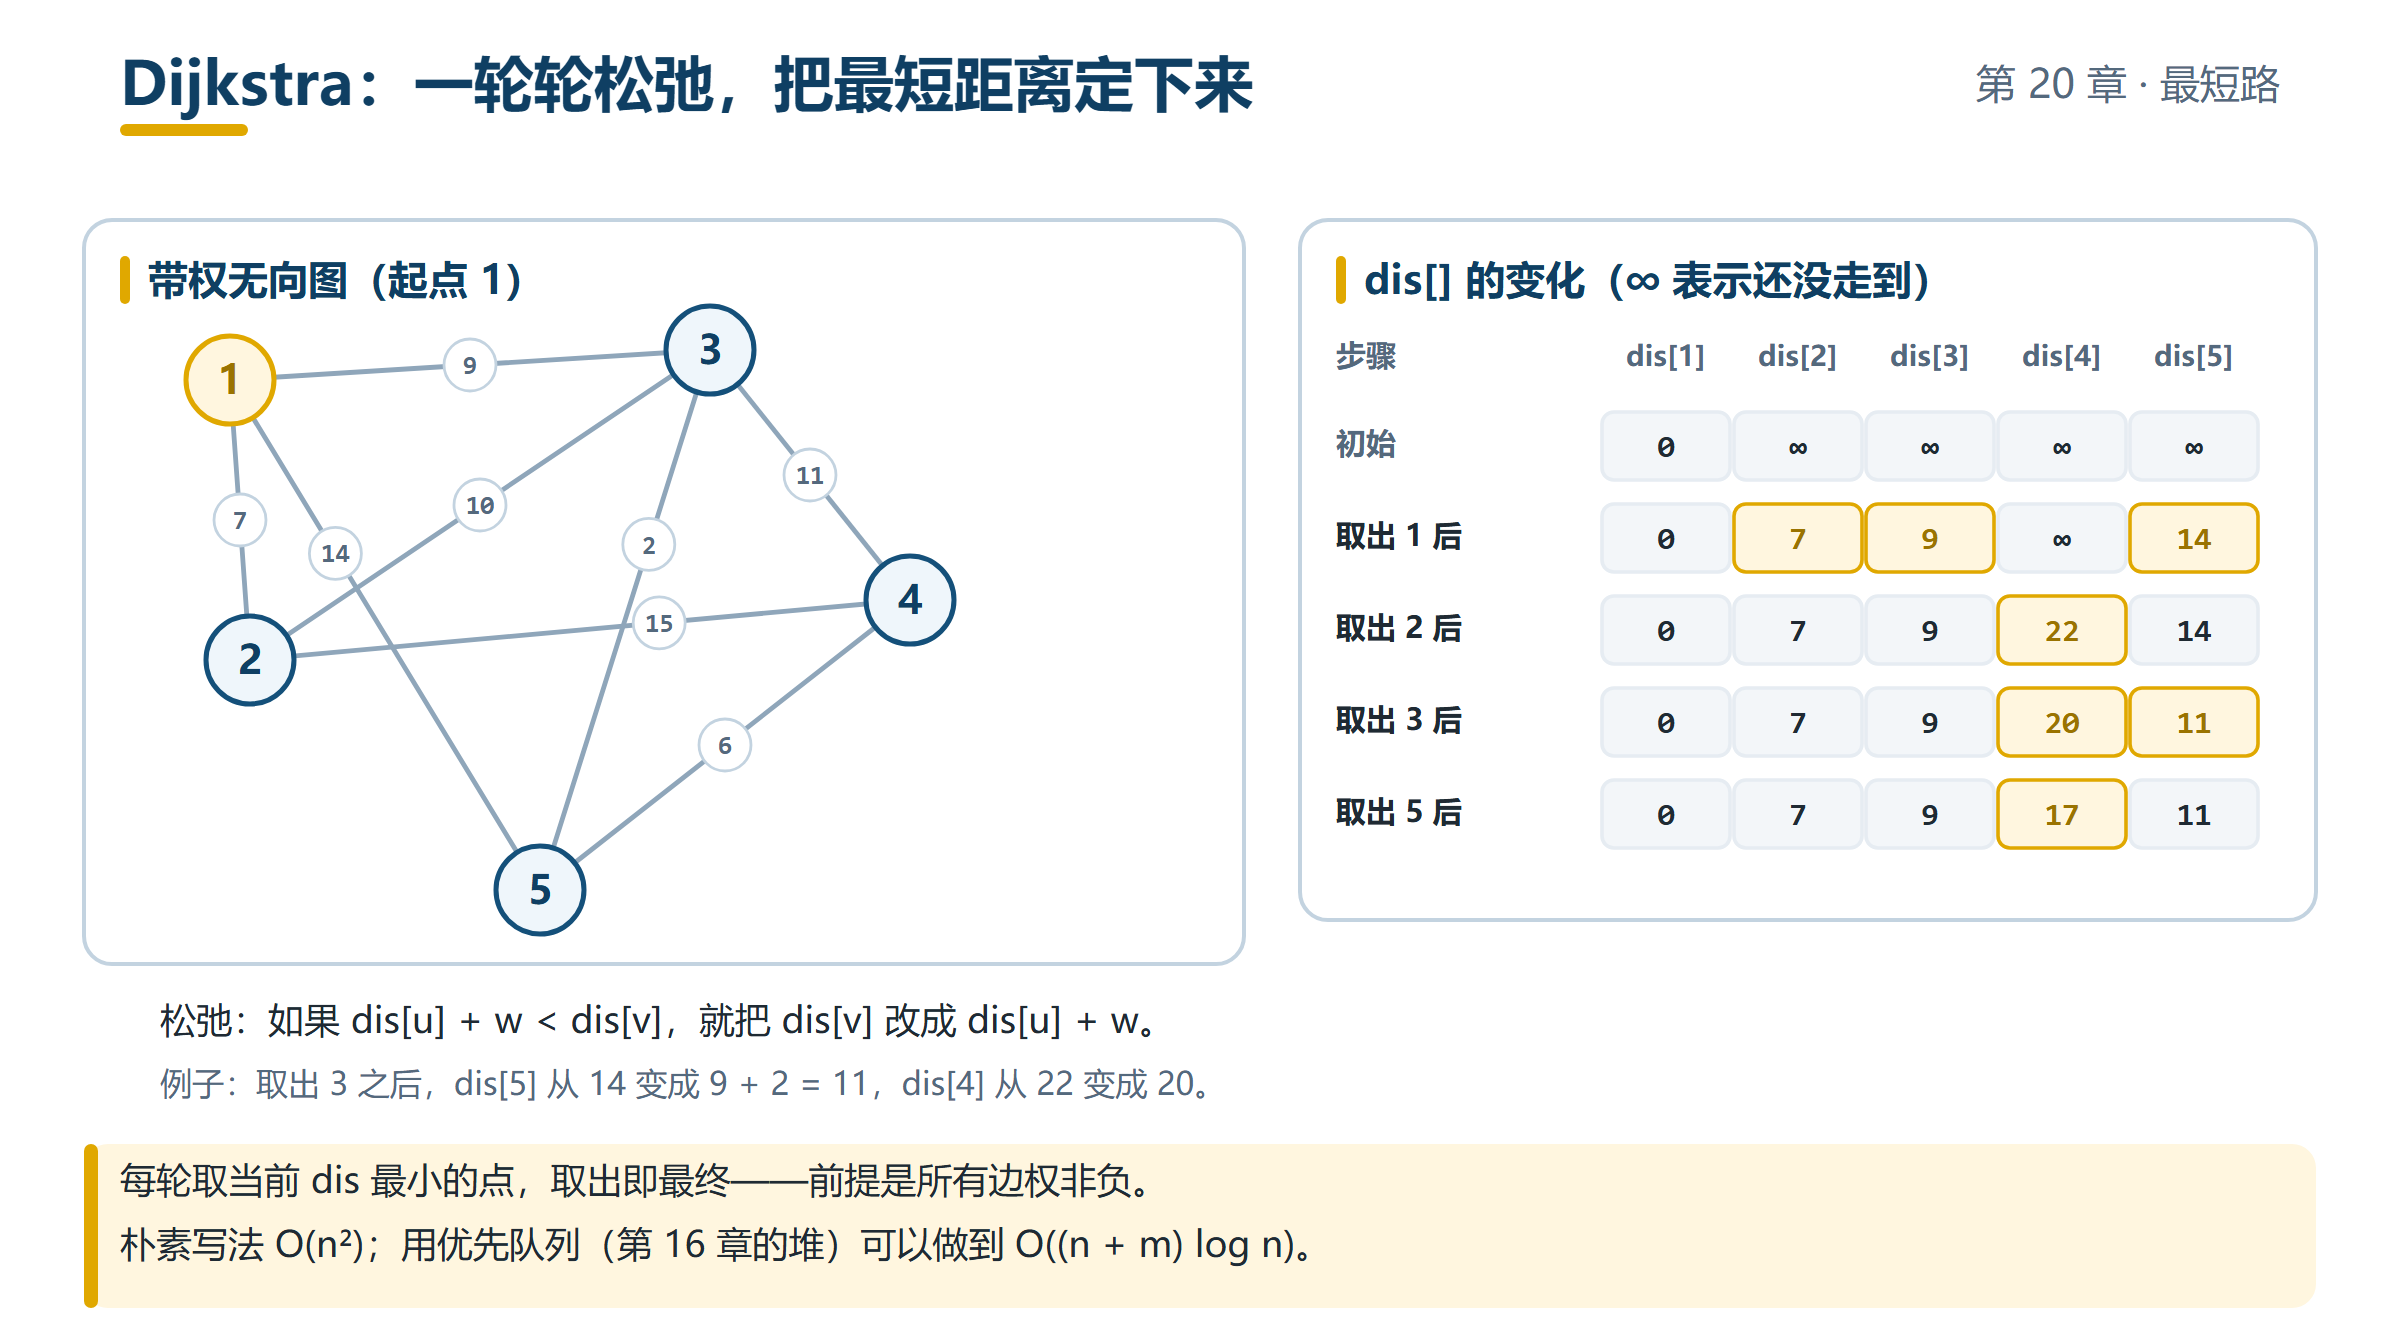 Dijkstra：一轮轮松弛，把最短距离定下来
第 20 章 · 最短路
带权无向图（起点 1）
1
9
3
10
11
7
14
2
2
15
4
6
5
dis[] 的变化（∞ 表示还没走到）
步骤 dis[1] dis[2] dis[3] dis[4] dis[5]
初始 0 ∞ ∞ ∞ ∞
取出 1 后 0 7 9 ∞ 14
取出 2 后 0 7 9 22 14
取出 3 后 0 7 9 20 11
取出 5 后 0 7 9 17 11
松弛：如果 dis[u] + w < dis[v]，就把 dis[v] 改成 dis[u] + w。
例子：取出 3 之后，dis[5] 从 14 变成 9 + 2 = 11，dis[4] 从 22 变成 20。
每轮取当前 dis 最小的点，取出即最终——前提是所有边权非负。
朴素写法 O(n²)；用优先队列（第 16 章的堆）可以做到 O((n + m) log n)。